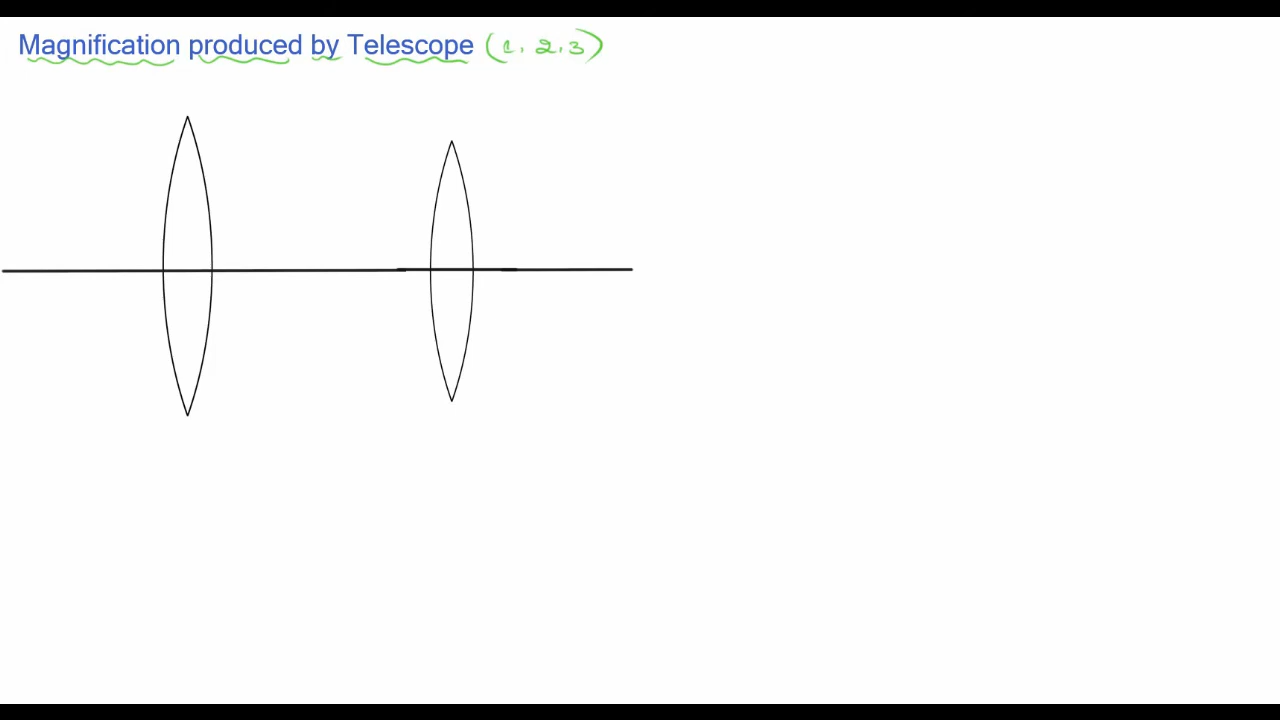 Magnification produced by Telescope (1, 2, 3)